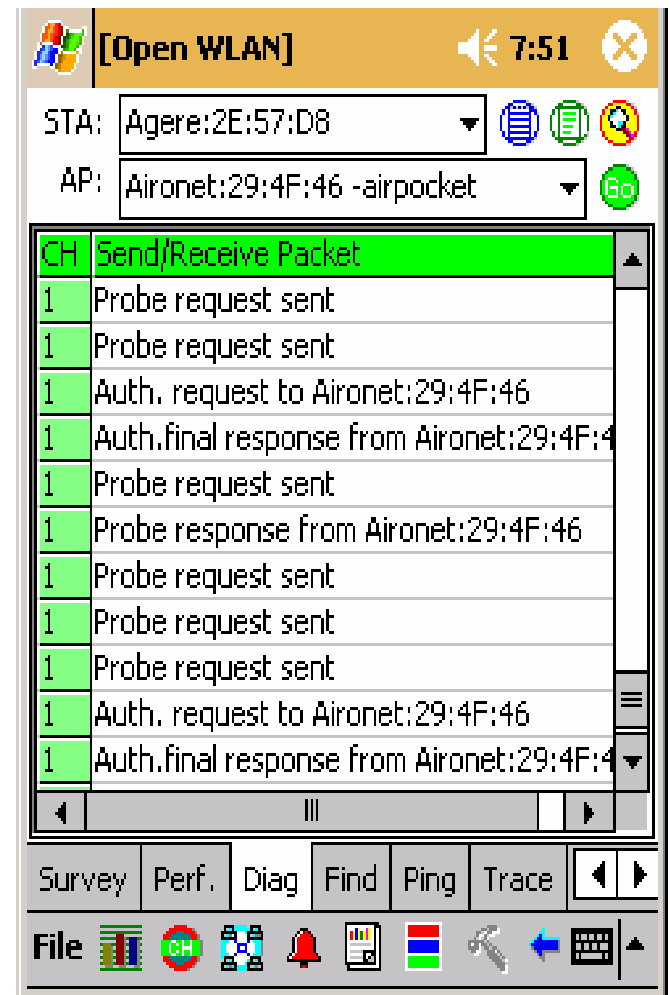 [Open WLAN] 7:51
STA: Agere:2E:57:D8
AP: Aironet:29:4F:46 -airpocket Go
CH Send/Receive Packet
1 Probe request sent
1 Probe request sent
1 Auth. request to Aironet:29:4F:46
1 Auth.final response from Aironet:29:4F:4
1 Probe request sent
1 Probe response from Aironet:29:4F:46
1 Probe request sent
1 Probe request sent
1 Probe request sent
1 Auth. request to Aironet:29:4F:46
1 Auth.final response from Aironet:29:4F:4
Survey Perf. Diag Find Ping Trace
File CH